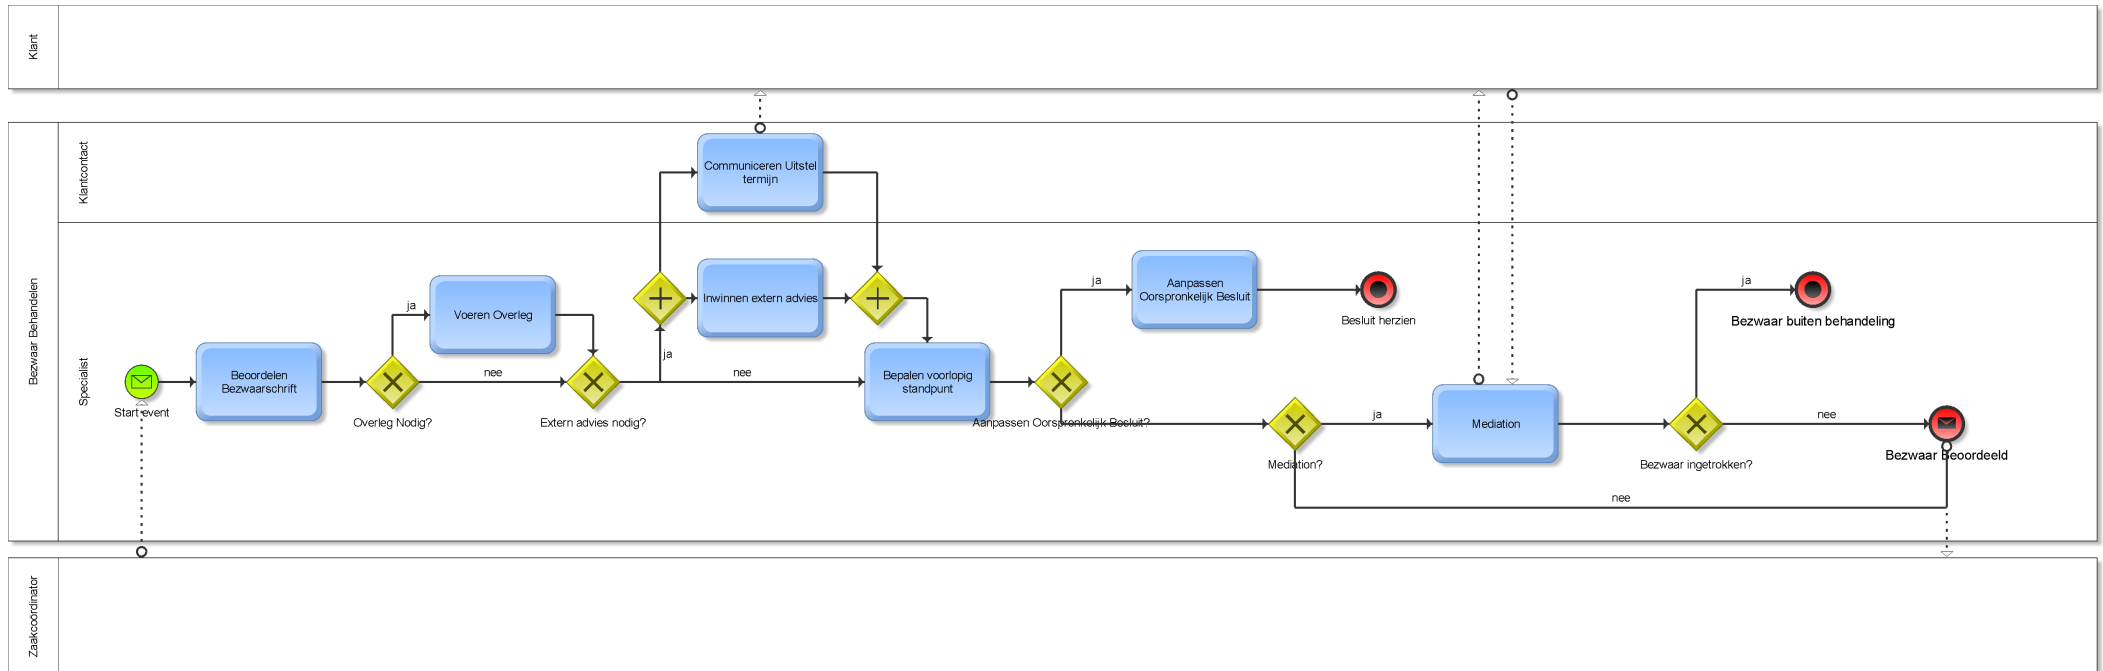 Klant
Bezwaar Behandelen
Klantcontact
Communiceren Uitstel
termijn
Specialist
Start event
Beoordelen
Bezwaarschrift
Overleg Nodig?
ja
nee
Voeren Overleg
Extern advies nodig?
ja
nee
Inwinnen extern advies
Bepalen voorlopig
standpunt
Aanpassen Oorspronkelijk Besluit?
ja
Aanpassen
Oorspronkelijk Besluit
Besluit herzien
Mediation?
ja
nee
Mediation
Bezwaar ingetrokken?
ja
nee
Bezwaar buiten behandeling
Bezwaar Beoordeeld
Zaakcoordinator